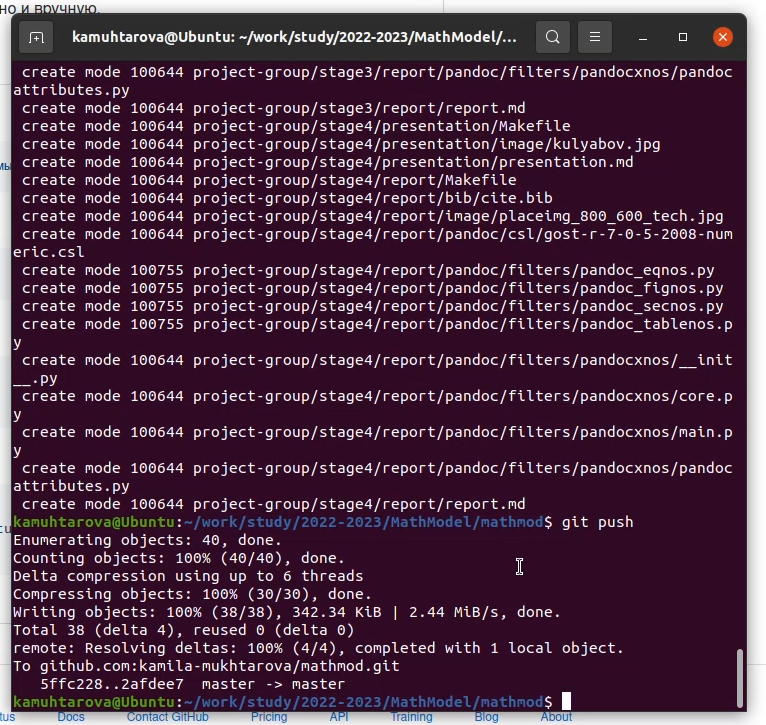 но и вручную.
kamuhtarova@Ubuntu: ~/work/study/2022-2023/MathModel/...
create mode 100644 project-group/stage3/report/pandoc/filters/pandocxnos/pandoc
attributes.py
create mode 100644 project-group/stage3/report/report.md
create mode 100644 project-group/stage4/presentation/Makefile
create mode 100644 project-group/stage4/presentation/image/kulyabov.jpg
create mode 100644 project-group/stage4/presentation/presentation.md
create mode 100644 project-group/stage4/report/Makefile
create mode 100644 project-group/stage4/report/bib/cite.bib
create mode 100644 project-group/stage4/report/image/placeimg_800_600_tech.jpg
create mode 100644 project-group/stage4/report/pandoc/csl/gost-r-7-0-5-2008-num
eric.csl
create mode 100755 project-group/stage4/report/pandoc/filters/pandoc_eqnos.py
create mode 100755 project-group/stage4/report/pandoc/filters/pandoc_fignos.py
create mode 100755 project-group/stage4/report/pandoc/filters/pandoc_secnos.py
create mode 100755 project-group/stage4/report/pandoc/filters/pandoc_tablenos.p
y
create mode 100644 project-group/stage4/report/pandoc/filters/pandocxnos/__init
__.py
create mode 100644 project-group/stage4/report/pandoc/filters/pandocxnos/core.p
y
create mode 100644 project-group/stage4/report/pandoc/filters/pandocxnos/main.p
y
create mode 100644 project-group/stage4/report/pandoc/filters/pandocxnos/pandoc
attributes.py
create mode 100644 project-group/stage4/report/report.md
kamuhtarova@Ubuntu:~/work/study/2022-2023/MathModel/mathmod$ git push
Enumerating objects: 40, done.
Counting objects: 100% (40/40), done.
Delta compression using up to 6 threads
Compressing objects: 100% (30/30), done.
Writing objects: 100% (38/38), 342.34 KiB | 2.44 MiB/s, done.
Total 38 (delta 4), reused 0 (delta 0)
remote: Resolving deltas: 100% (4/4), completed with 1 local object.
To github.com:kamila-mukhtarova/mathmod.git
5ffc228..2afdee7 master -> master
kamuhtarova@Ubuntu:~/work/study/2022-2023/MathModel/mathmod$
tus Docs Contact GitHub Pricing API Training Blog About